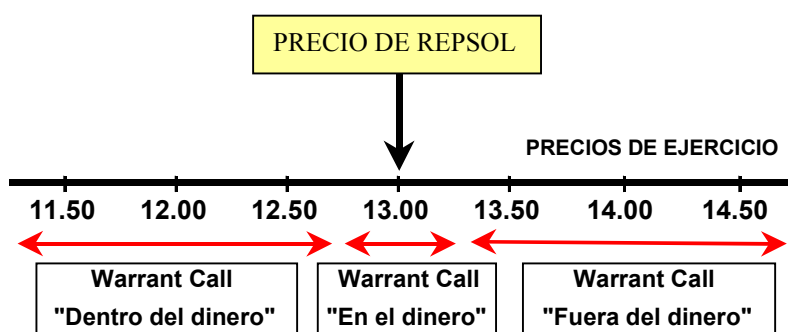 PRECIO DE REPSOL
PRECIOS DE EJERCICIO
11.50 12.00 12.50 13.00 13.50 14.00 14.50
Warrant Call Warrant Call Warrant Call
"Dentro del dinero" "En el dinero" "Fuera del dinero"